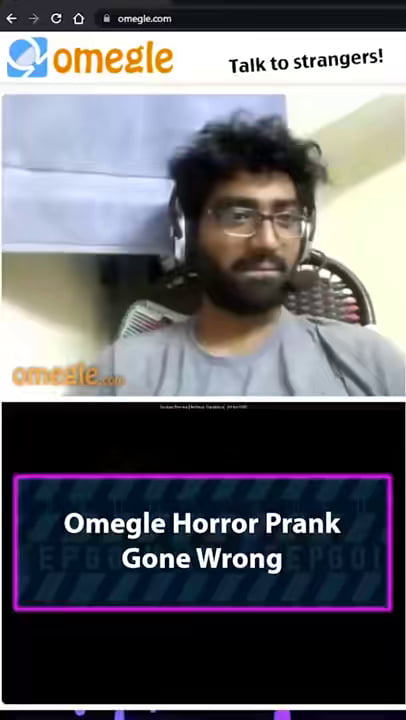 omegle.com
omegle
Talk to strangers!
omegle.com
Omegle Horror Prank
Gone Wrong